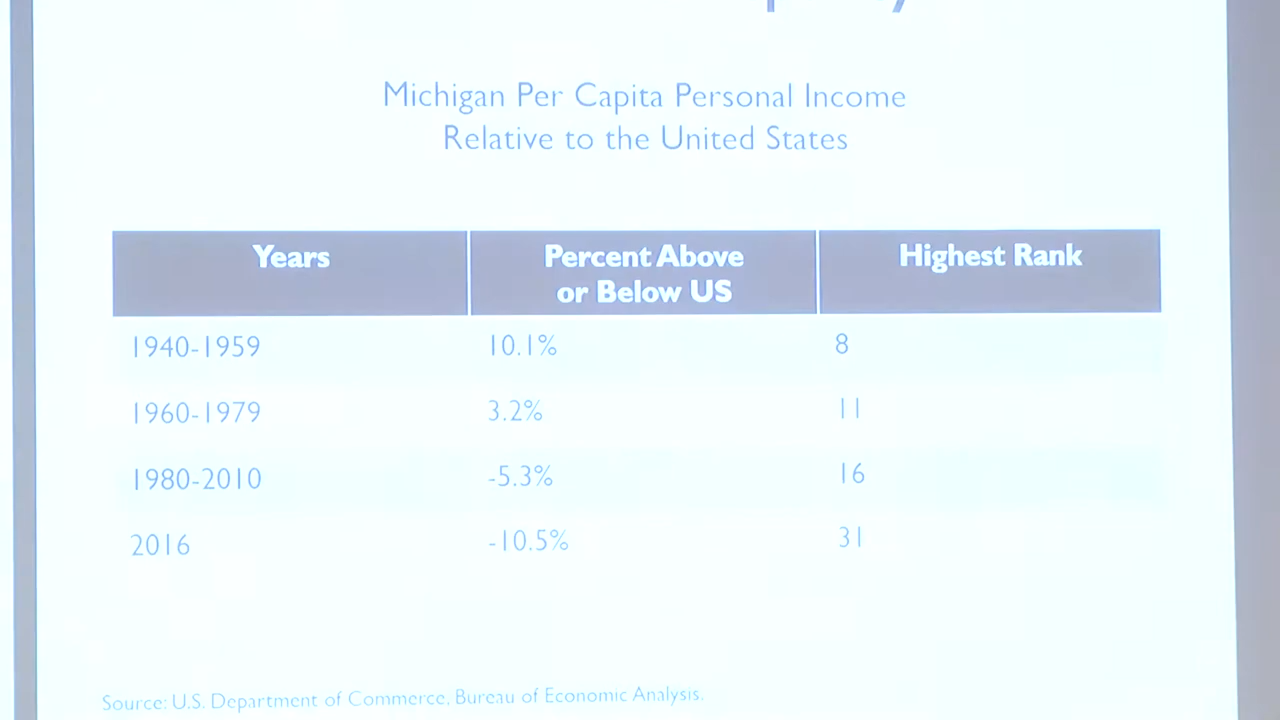 Michigan Per Capita Personal Income
Relative to the United States
Years
Percent Above
or Below US
Highest Rank
1940-1959 10.1% 8
1960-1979 3.2% 11
1980-2010 -5.3% 16
2016 -10.5% 31
Source: U.S. Department of Commerce, Bureau of Economic Analysis.